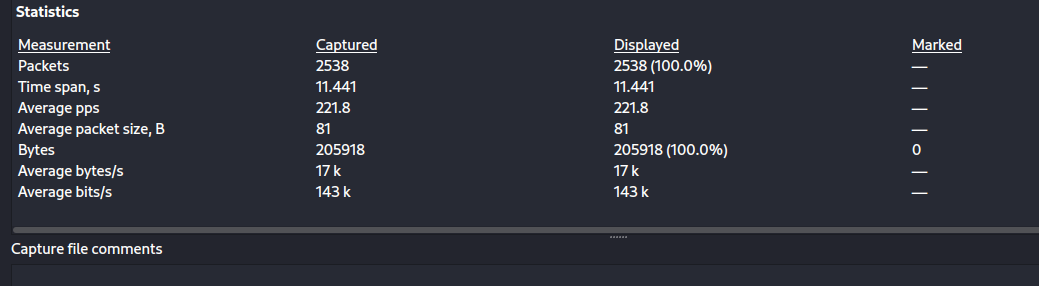 Statistics
Measurement Captured Displayed Marked
Packets 2538 2538 (100.0%) —
Time span, s 11.441 11.441 —
Average pps 221.8 221.8 —
Average packet size, B 81 81 —
Bytes 205918 205918 (100.0%) 0
Average bytes/s 17 k 17 k —
Average bits/s 143 k 143 k —
Capture file comments